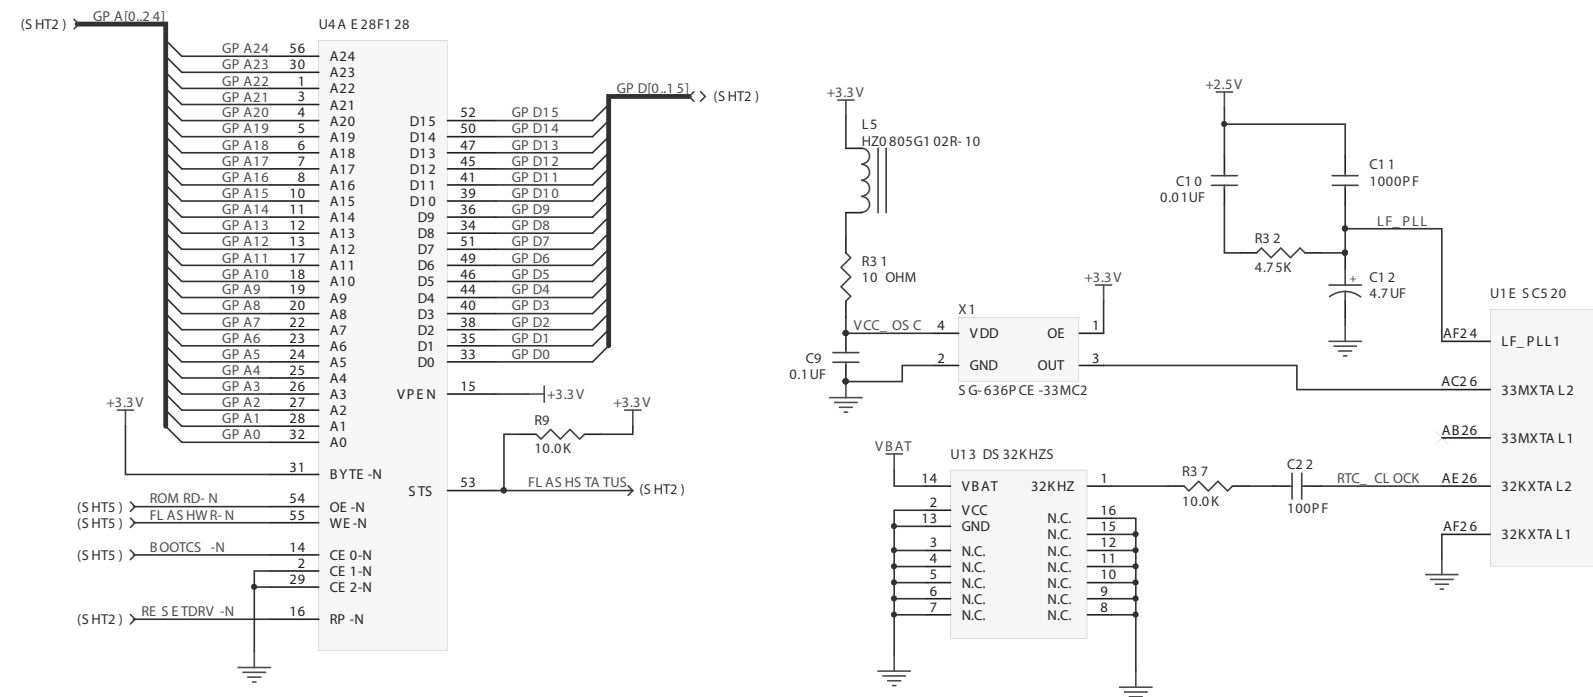 (SHT2) GPA[0..24]
U4A E28F128
GPA24 56 A24
GPA23 30 A23
GPA22 1 A22
GPA21 3 A21
GPA20 4 A20
GPA19 5 A19
GPA18 6 A18
GPA17 7 A17
GPA16 8 A16
GPA15 10 A15
GPA14 11 A14
GPA13 12 A13
GPA12 13 A12
GPA11 17 A11
GPA10 18 A10
GPA9 19 A9
GPA8 20 A8
GPA7 22 A7
GPA6 23 A6
GPA5 24 A5
GPA4 25 A4
GPA3 26 A3
GPA2 27 A2
GPA1 28 A1
GPA0 32 A0
+3.3V
31 BYTE-N
(SHT5) ROMRD-N 54 OE-N
(SHT5) FLASHWR-N 55 WE-N
(SHT5) BOOTCS -N 14 CE0-N
2 CE1-N
29 CE2-N
(SHT2) RESETDRV-N 16 RP-N
GPD[0..15] (SHT2)
D15 52 GPD15
D14 50 GPD14
D13 47 GPD13
D12 45 GPD12
D11 41 GPD11
D10 39 GPD10
D9 36 GPD9
D8 34 GPD8
D7 51 GPD7
D6 49 GPD6
D5 46 GPD5
D4 44 GPD4
D3 40 GPD3
D2 38 GPD2
D1 35 GPD1
D0 33 GPD0
VPEN 15 +3.3V
+3.3V
R9
10.0K
STS 53 FLASHSTATUS (SHT2)
+3.3V
L5
HZ0805G102R-10
R31
10 OHM
+3.3V
X1
VCC_OSC 4 VDD OE 1
2 GND OUT 3
SG-636PCE-33MC2
C9
0.1UF
+2.5V
C10
0.01UF
C11
1000PF
R32
4.75K
LF_PLL
C12
+
4.7UF
U1E SC520
AF24 LF_PLL1
AC26 33MXTAL2
AB26 33MXTAL1
AE26 32KXTAL2
AF26 32KXTAL1
VBAT
U13 DS32KHZS
14 VBAT 32KHZ 1
2 VCC
13 GND
3 N.C.
4 N.C.
5 N.C.
6 N.C.
7 N.C.
N.C. 16
N.C. 15
N.C. 12
N.C. 11
N.C. 10
N.C. 9
N.C. 8
R37
10.0K
C22
100PF
RTC_CLOCK